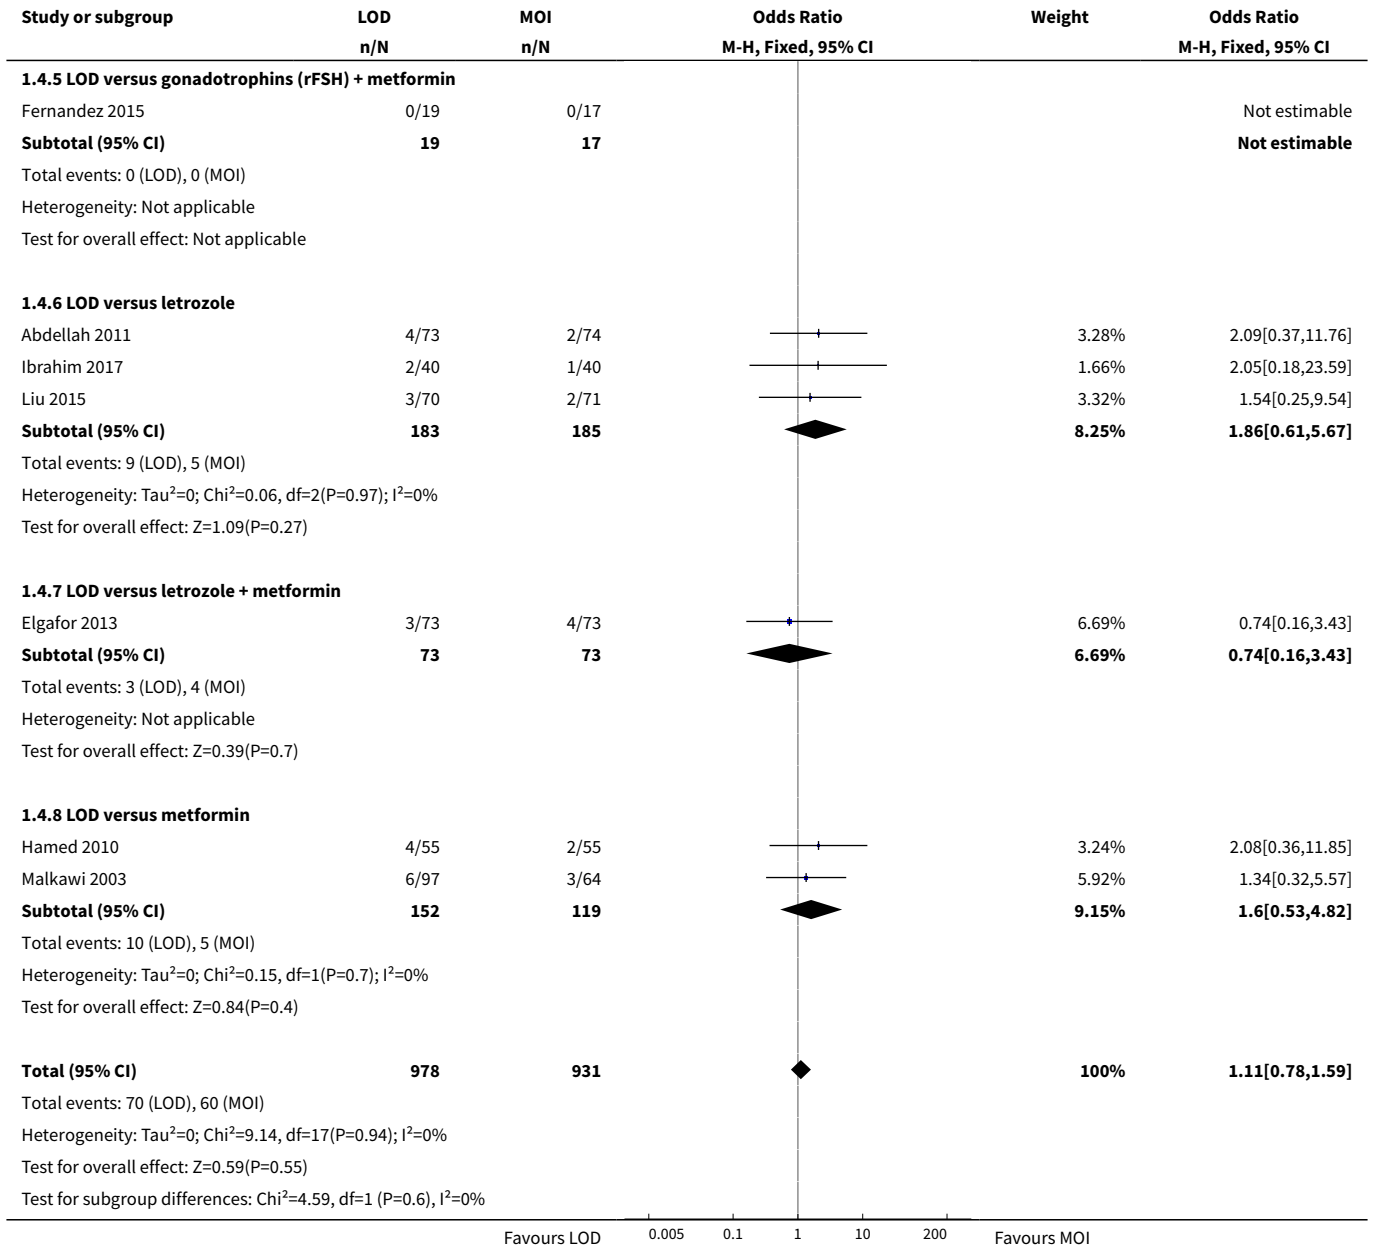 Study or subgroup LOD MOI Odds Ratio Weight Odds Ratio
n/N n/N M-H, Fixed, 95% CI M-H, Fixed, 95% CI
1.4.5 LOD versus gonadotrophins (rFSH) + metformin
Fernandez 2015 0/19 0/17 Not estimable
Subtotal (95% CI) 19 17 Not estimable
Total events: 0 (LOD), 0 (MOI)
Heterogeneity: Not applicable
Test for overall effect: Not applicable
1.4.6 LOD versus letrozole
Abdellah 2011 4/73 2/74 3.28% 2.09[0.37,11.76]
Ibrahim 2017 2/40 1/40 1.66% 2.05[0.18,23.59]
Liu 2015 3/70 2/71 3.32% 1.54[0.25,9.54]
Subtotal (95% CI) 183 185 8.25% 1.86[0.61,5.67]
Total events: 9 (LOD), 5 (MOI)
Heterogeneity: Tau²=0; Chi²=0.06, df=2(P=0.97); I²=0%
Test for overall effect: Z=1.09(P=0.27)
1.4.7 LOD versus letrozole + metformin
Elgafor 2013 3/73 4/73 6.69% 0.74[0.16,3.43]
Subtotal (95% CI) 73 73 6.69% 0.74[0.16,3.43]
Total events: 3 (LOD), 4 (MOI)
Heterogeneity: Not applicable
Test for overall effect: Z=0.39(P=0.7)
1.4.8 LOD versus metformin
Hamed 2010 4/55 2/55 3.24% 2.08[0.36,11.85]
Malkawi 2003 6/97 3/64 5.92% 1.34[0.32,5.57]
Subtotal (95% CI) 152 119 9.15% 1.6[0.53,4.82]
Total events: 10 (LOD), 5 (MOI)
Heterogeneity: Tau²=0; Chi²=0.15, df=1(P=0.7); I²=0%
Test for overall effect: Z=0.84(P=0.4)
Total (95% CI) 978 931 100% 1.11[0.78,1.59]
Total events: 70 (LOD), 60 (MOI)
Heterogeneity: Tau²=0; Chi²=9.14, df=17(P=0.94); I²=0%
Test for overall effect: Z=0.59(P=0.55)
Test for subgroup differences: Chi²=4.59, df=1 (P=0.6), I²=0%
Favours LOD 0.005 0.1 1 10 200 Favours MOI